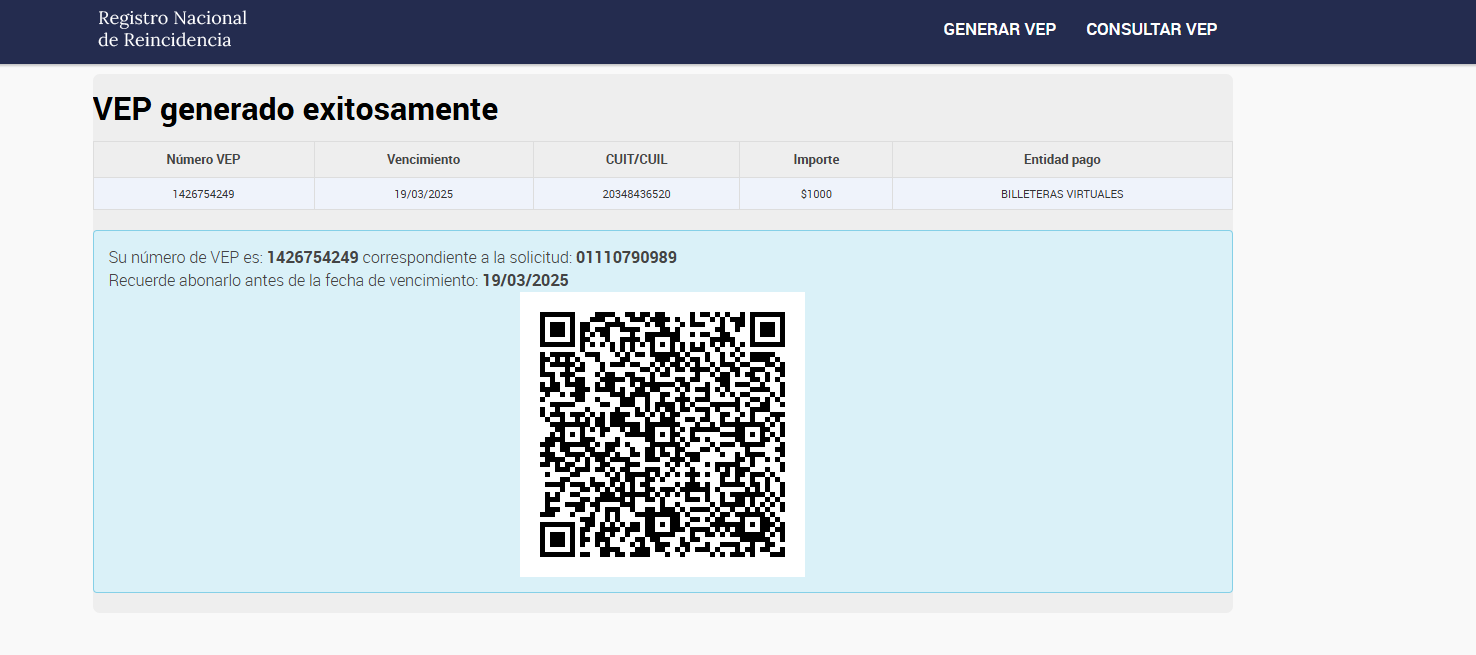 Registro Nacional
de Reincidencia
GENERAR VEP CONSULTAR VEP
VEP generado exitosamente
Número VEP Vencimiento CUIT/CUIL Importe Entidad pago
1426754249 19/03/2025 20348436520 $1000 BILLETERAS VIRTUALES
Su número de VEP es: 1426754249 correspondiente a la solicitud: 01110790989
Recuerde abonarlo antes de la fecha de vencimiento: 19/03/2025